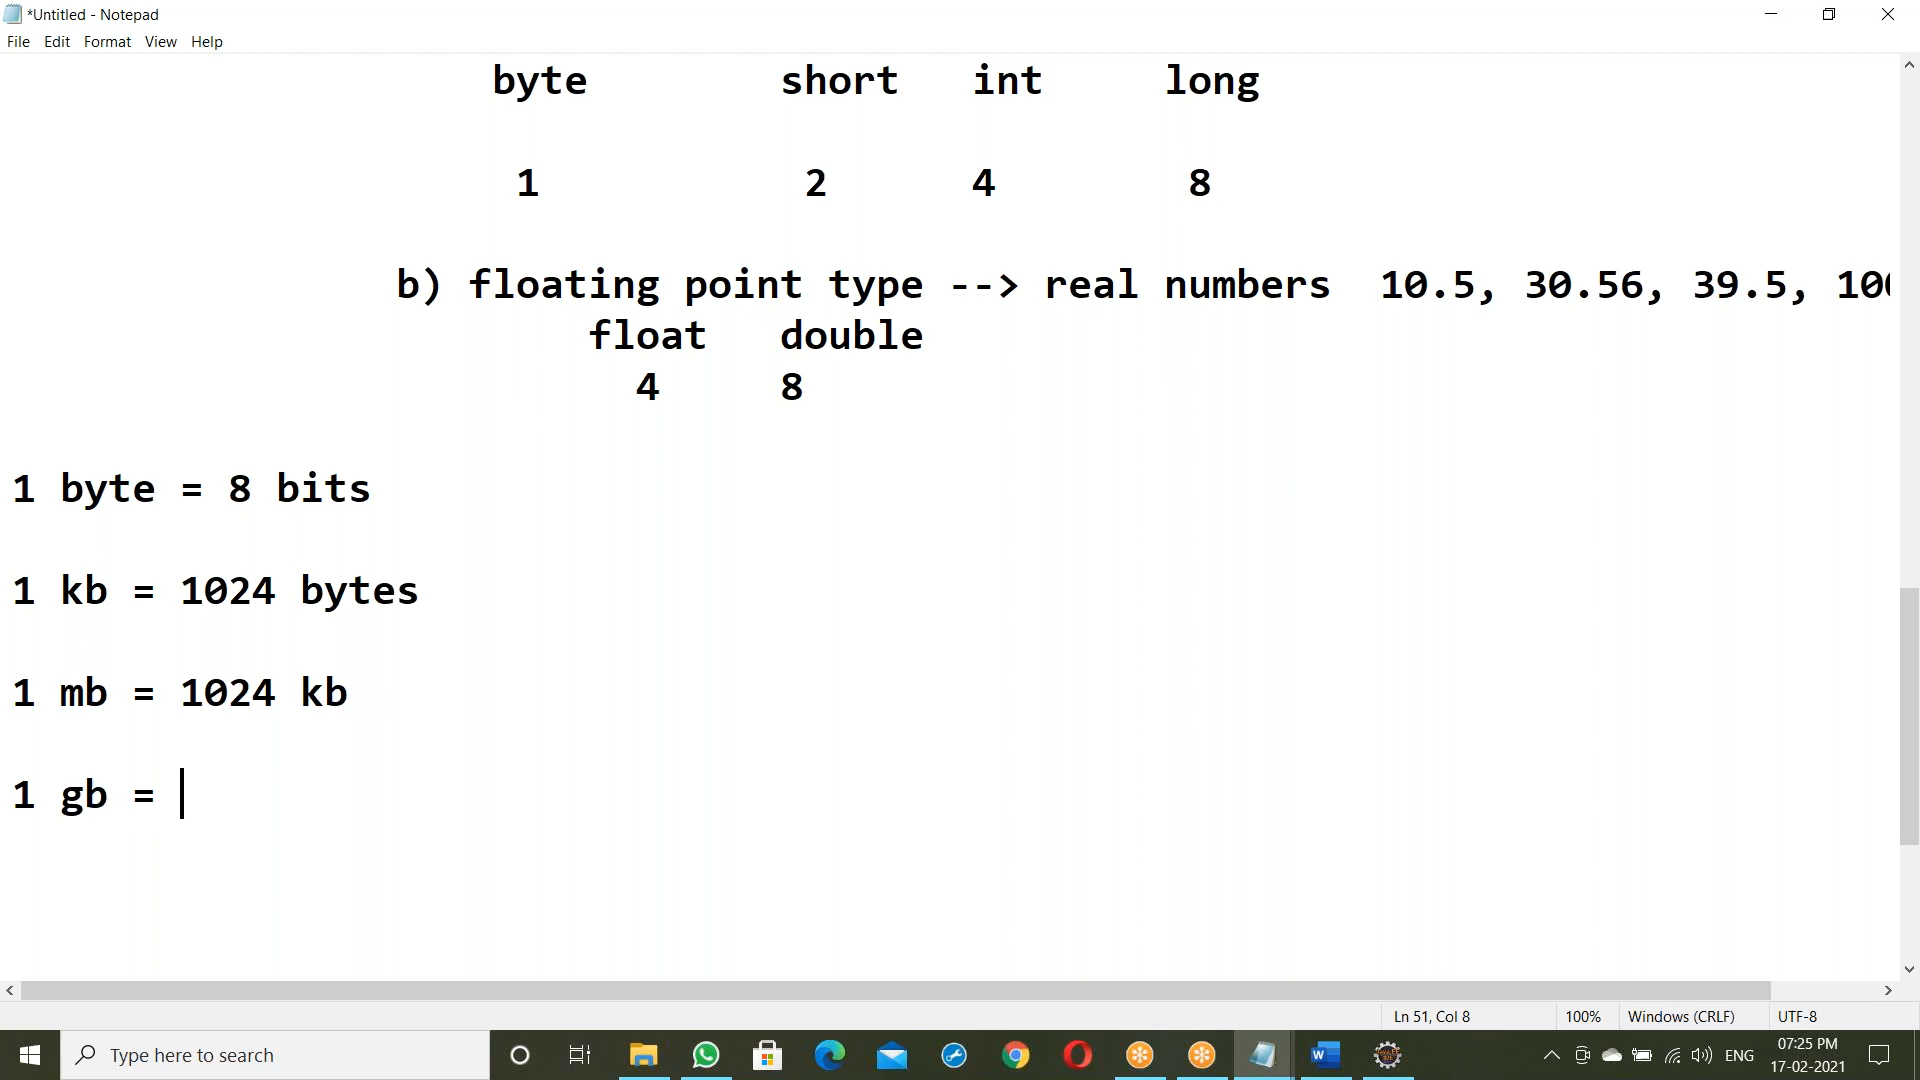 *Untitled - Notepad
File Edit Format View Help
byte short int long
1 2 4 8
b) floating point type --> real numbers 10.5, 30.56, 39.5,
float double
4 8
1 byte = 8 bits
1 kb = 1024 bytes
1 mb = 1024 kb
1 gb =
Ln 51, Col 8 100% Windows (CRLF) UTF-8
Type here to search
ENG
07:25 PM
17-02-2021